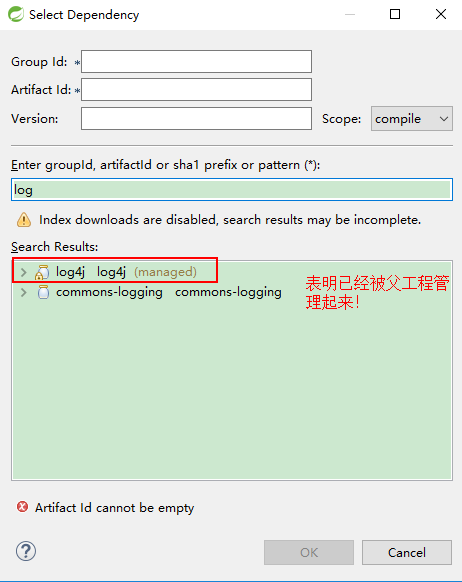 Select Dependency
Group Id: *
Artifact Id: *
Version:
Scope: compile
Enter groupId, artifactId or sha1 prefix or pattern (*):
log
Index downloads are disabled, search results may be incomplete.
Search Results:
log4j log4j (managed)
commons-logging commons-logging
表明已经被父工程管
理起来！
Artifact Id cannot be empty
?
OK
Cancel